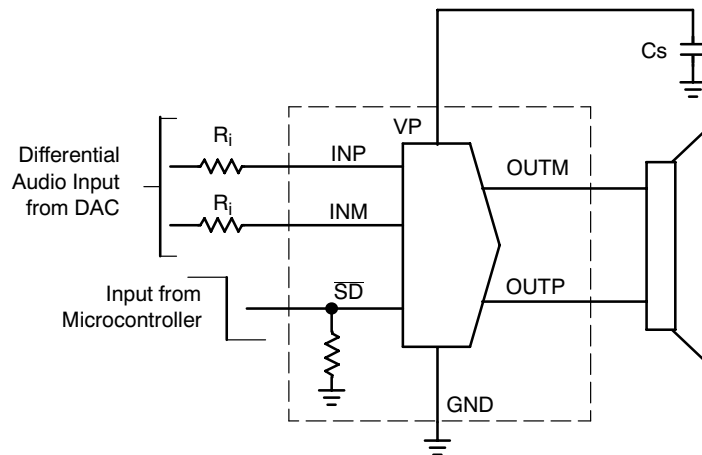 Cs
VP
Ri
INP
OUTM
Differential
Audio Input
from DAC
Ri
INM
SD
OUTP
Input from
Microcontroller
GND